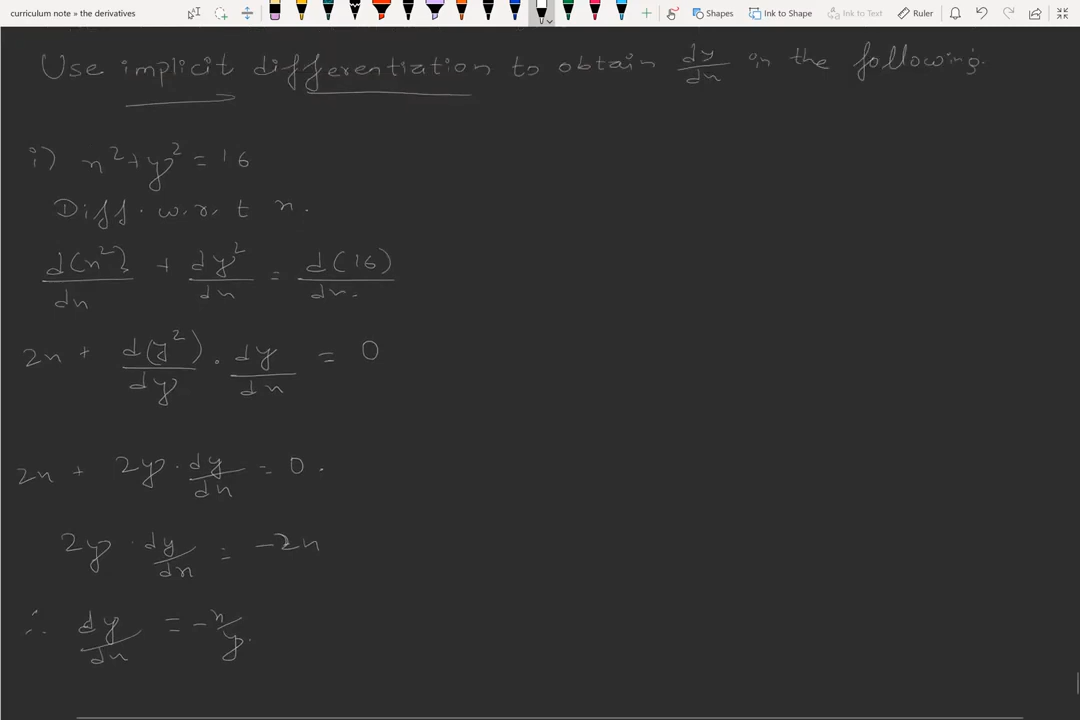 curriculum note » the derivatives
Shapes Ink to Shape Ink to Text Ruler
Use implicit differentiation to obtain dy/dx in the following.
i) x² + y² = 16
Diff. w.r.t x.
d(x²)/dx + dy²/dx = d(16)/dx.
2x + d(y²)/dy · dy/dx = 0
2x + 2y · dy/dx = 0.
2y · dy/dx = -2x
∴ dy/dx = -x/y.